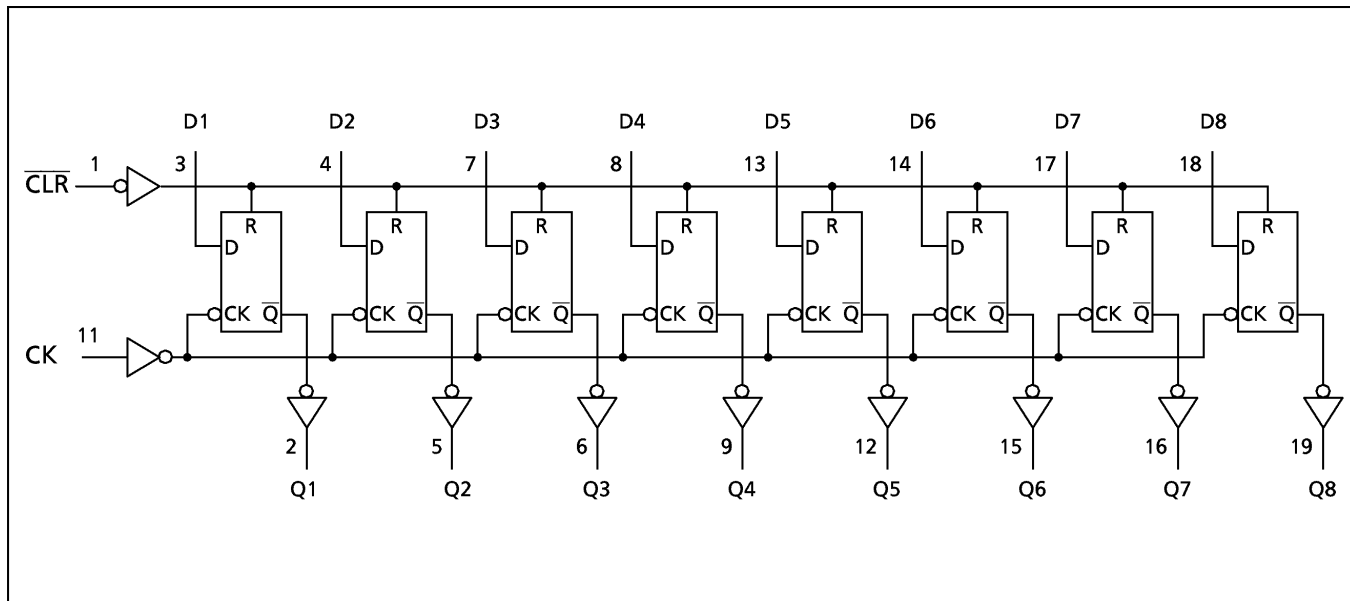 D1 D2 D3 D4 D5 D6 D7 D8
C̅L̅R̅ 1 3 4 7 8 13 14 17 18
R R R R R R R R
D D D D D D D D
CK Q̅ CK Q̅ CK Q̅ CK Q̅ CK Q̅ CK Q̅ CK Q̅ CK Q̅
CK 11
2 5 6 9 12 15 16 19
Q1 Q2 Q3 Q4 Q5 Q6 Q7 Q8